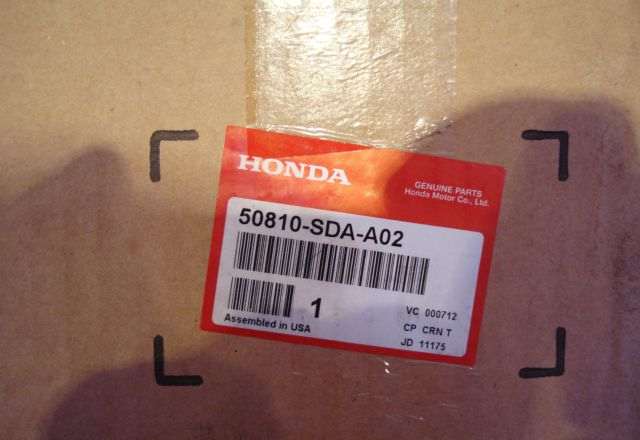 HONDA
GENUINE PARTS
Honda Motor Co., Ltd.
50810-SDA-A02
1
VC 000712
Assembled in USA
CP CRN T
JD 11175